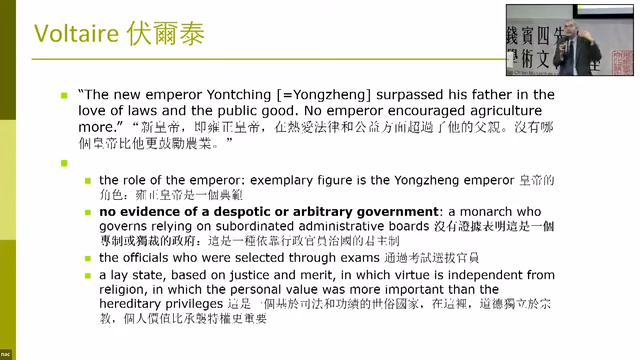 Voltaire 伏爾泰
“The new emperor Yontching [=Yongzheng] surpassed his father in the
love of laws and the public good. No emperor encouraged agriculture
more.” “新皇帝，即雍正皇帝，在熱愛法律和公益方面超過了他的父親。沒有哪
個皇帝比他更鼓勵農業。”
the role of the emperor: exemplary figure is the Yongzheng emperor 皇帝的
角色：雍正皇帝是一個典範
no evidence of a despotic or arbitrary government: a monarch who
governs relying on subordinated administrative boards 沒有證據表明這是一個
專制或獨裁的政府：這是一種依靠行政官員治國的君主制
the officials who were selected through exams 通過考試選拔官員
a lay state, based on justice and merit, in which virtue is independent from
religion, in which the personal value was more important than the
hereditary privileges 這是一個基於司法和功績的世俗國家，在這裡，道德獨立於宗
教，個人價值比承襲特權更重要
錢賓四先
學術文
nac